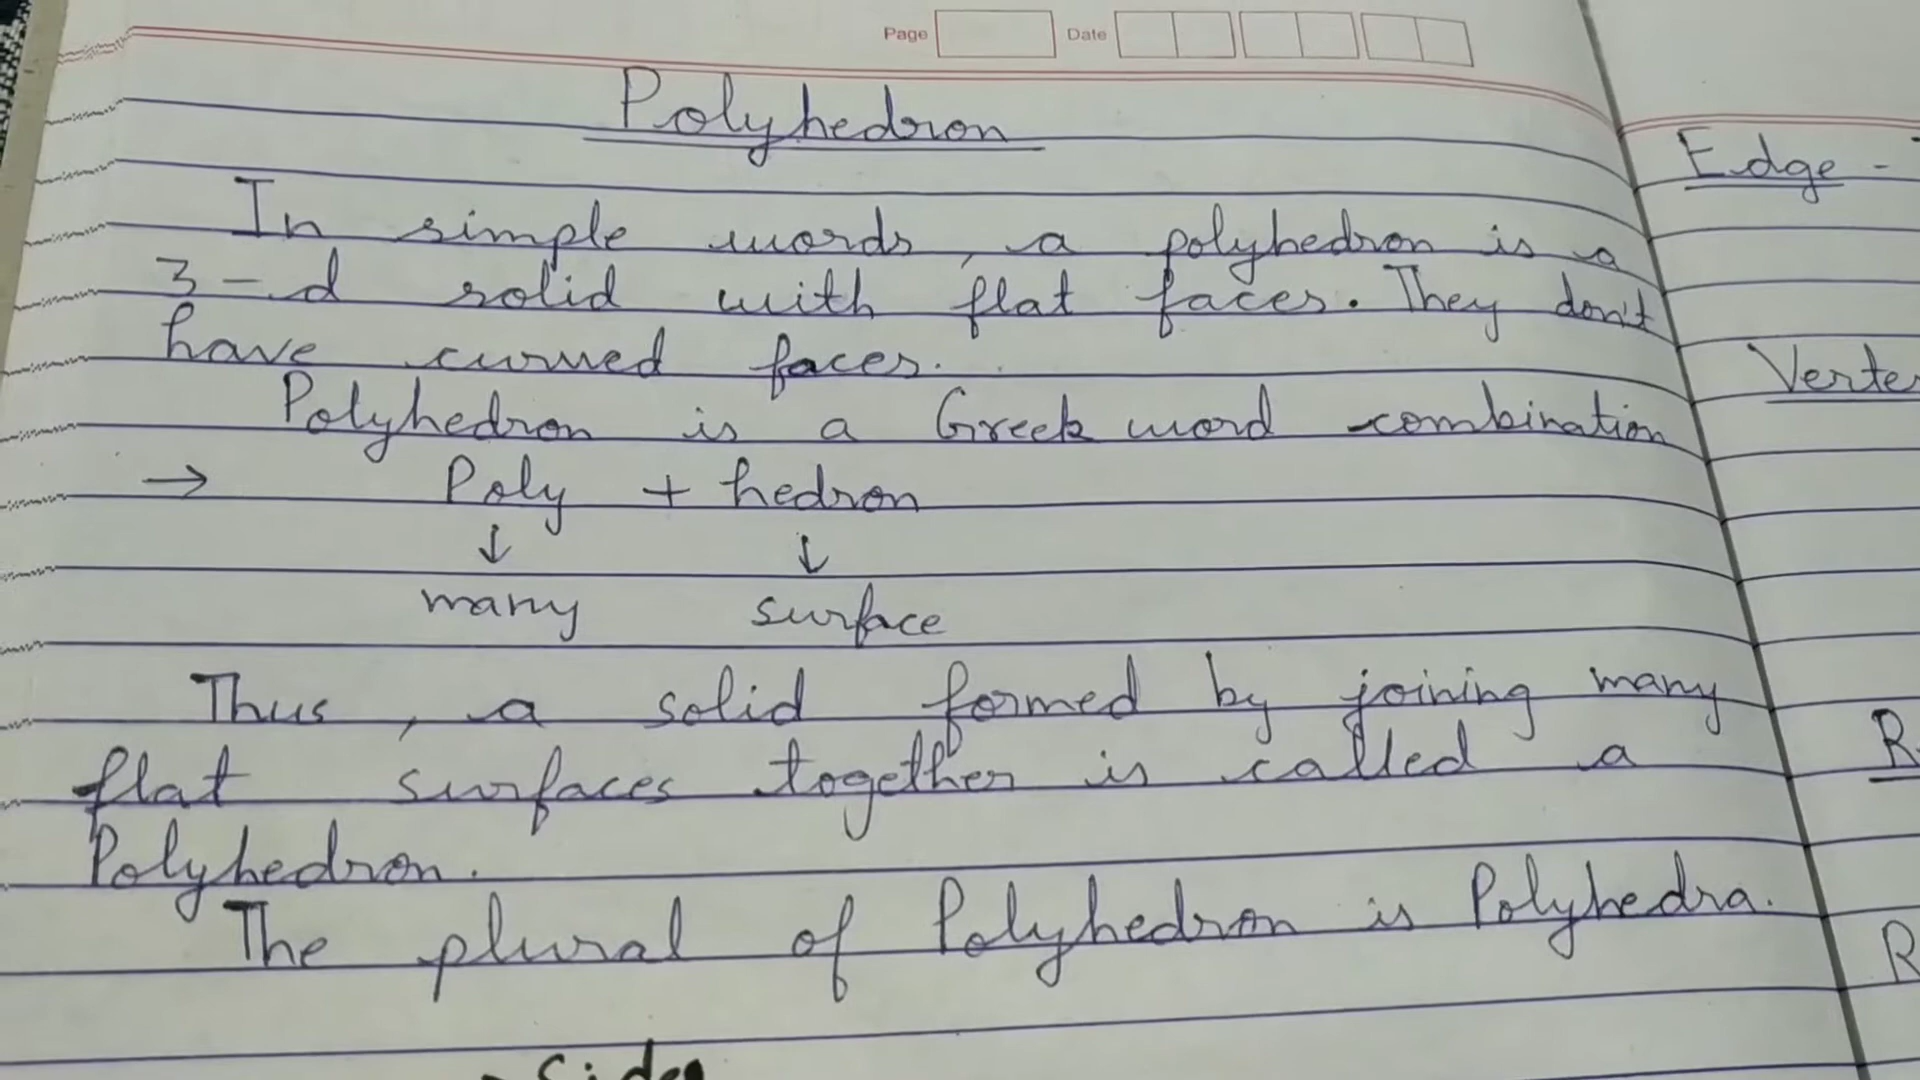 Page Date
Polyhedron
In simple words, a polyhedron is a
3-d solid with flat faces. They don't
have curved faces.
Polyhedron is a Greek word combination
→ Poly + hedron
↓ ↓
many surface
Thus, a solid formed by joining many
flat surfaces together is called a
Polyhedron.
The plural of Polyhedron is Polyhedra.
Sides
Edge -
Verte
R
R